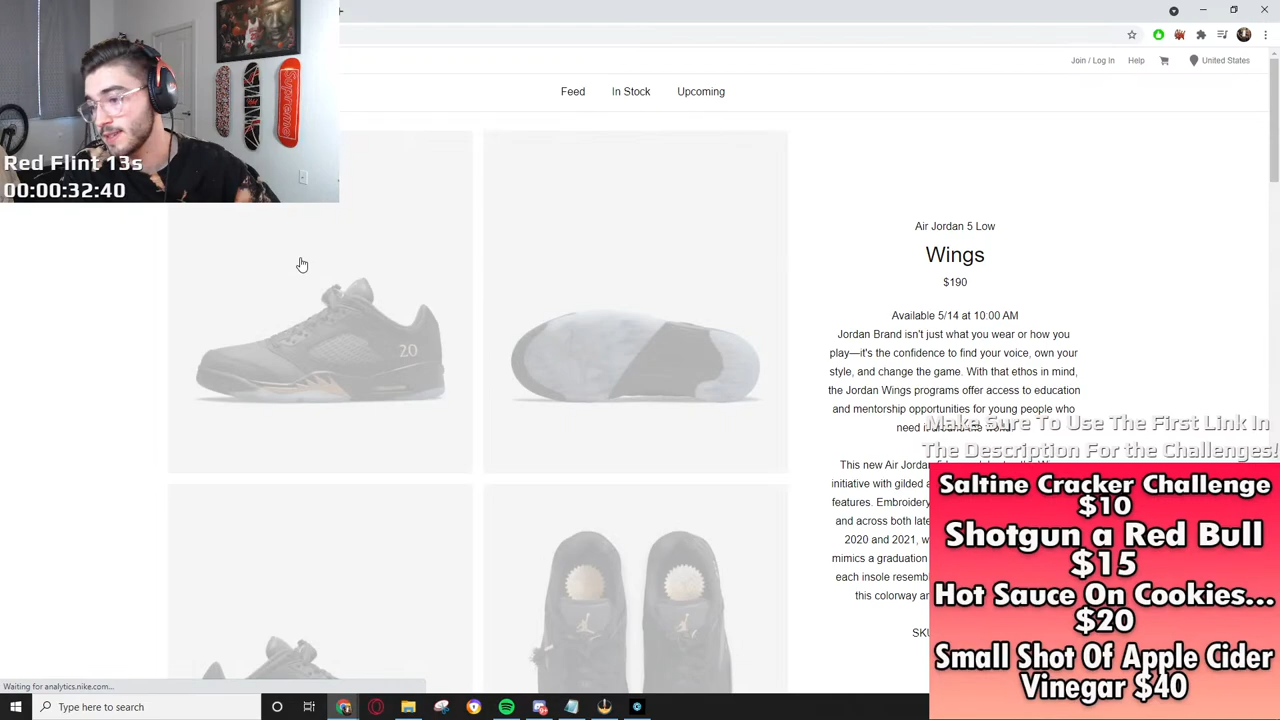 Join / Log In
Help
United States
Feed
In Stock
Upcoming
Supreme
Red Flint 13s
00:00:32:40
20
Air Jordan 5 Low
Wings
$190
Available 5/14 at 10:00 AM
Jordan Brand isn't just what you wear or how you
play—it's the confidence to find your voice, own your
style, and change the game. With that ethos in mind,
the Jordan Wings programs offer access to education
and mentorship opportunities for young people who
need
Make Sure To Use The First Link In
The Description For the Challenges!
This new Air Jordan
initiative with gilded
features. Embroidery
and across both
2020 and 2021,
mimics a graduation
each insole
this colorway
SKU
Saltine Cracker Challenge
$10
Shotgun a Red Bull
$15
Hot Sauce On Cookies...
$20
Small Shot Of Apple Cider
Vinegar $40
Waiting for analytics.nike.com...
Type here to search